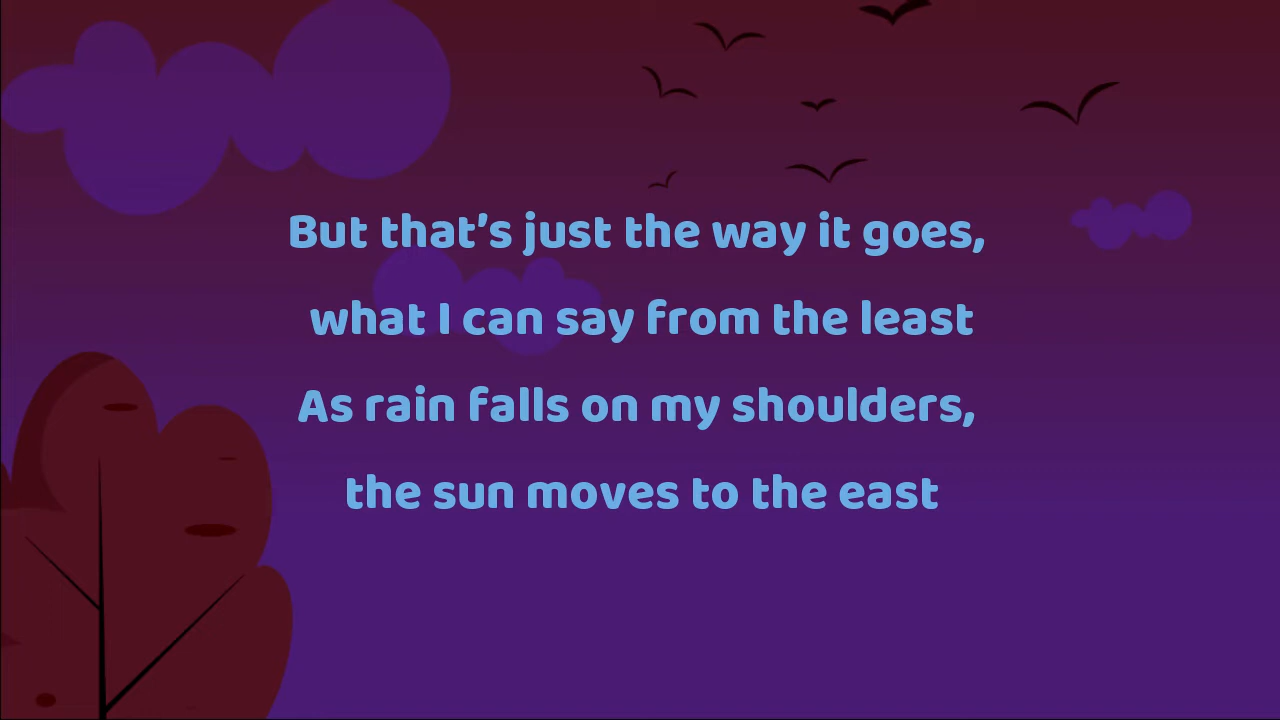 But that’s just the way it goes,
what I can say from the least
As rain falls on my shoulders,
the sun moves to the east